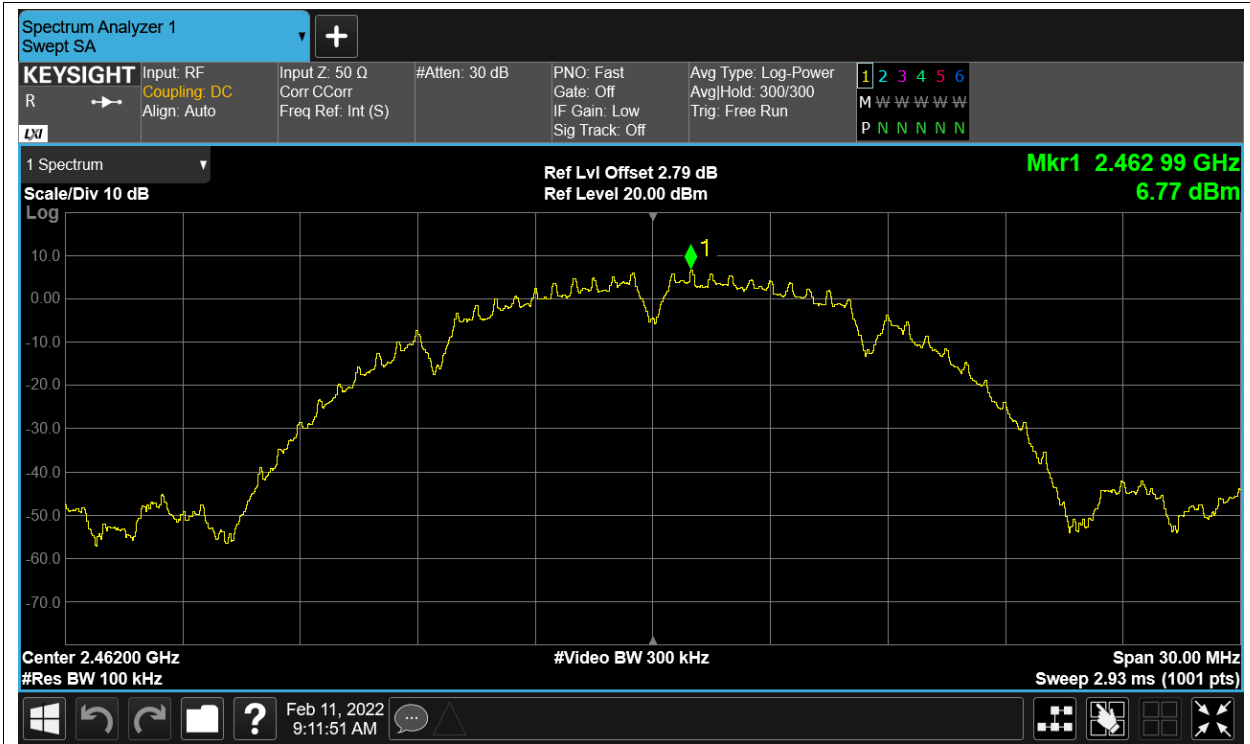 Spectrum Analyzer 1
Swept SA
KEYSIGHT
R
LXI
Input: RF
Coupling: DC
Align: Auto
Input Z: 50 Ω
Corr CCorr
Freq Ref: Int (S)
#Atten: 30 dB
PNO: Fast
Gate: Off
IF Gain: Low
Sig Track: Off
Avg Type: Log-Power
Avg|Hold: 300/300
Trig: Free Run
1 2 3 4 5 6
M W W W W W
P N N N N N
1 Spectrum
Scale/Div 10 dB
Ref Lvl Offset 2.79 dB
Ref Level 20.00 dBm
Mkr1 2.462 99 GHz
6.77 dBm
Log
1
10.0
0.00
-10.0
-20.0
-30.0
-40.0
-50.0
-60.0
-70.0
Center 2.46200 GHz
#Res BW 100 kHz
#Video BW 300 kHz
Span 30.00 MHz
Sweep 2.93 ms (1001 pts)
?
Feb 11, 2022
9:11:51 AM